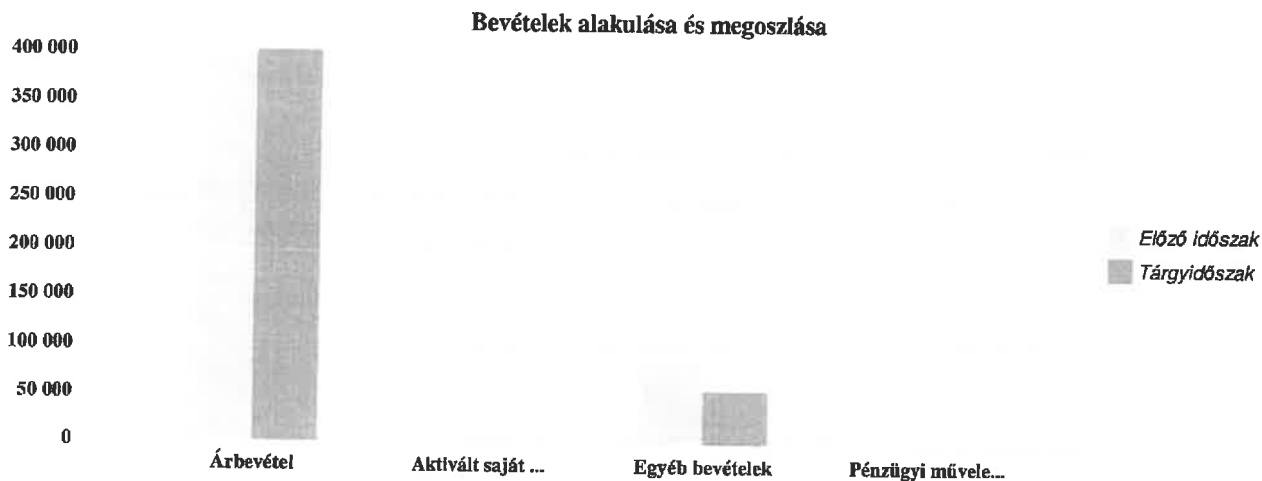 Bevételek alakulása és megoszlása
400 000
350 000
300 000
250 000
200 000
150 000
100 000
50 000
0
Árbevétel
Aktivált saját ...
Egyéb bevételek
Pénzügyi művele...
Előző időszak
Tárgyidőszak